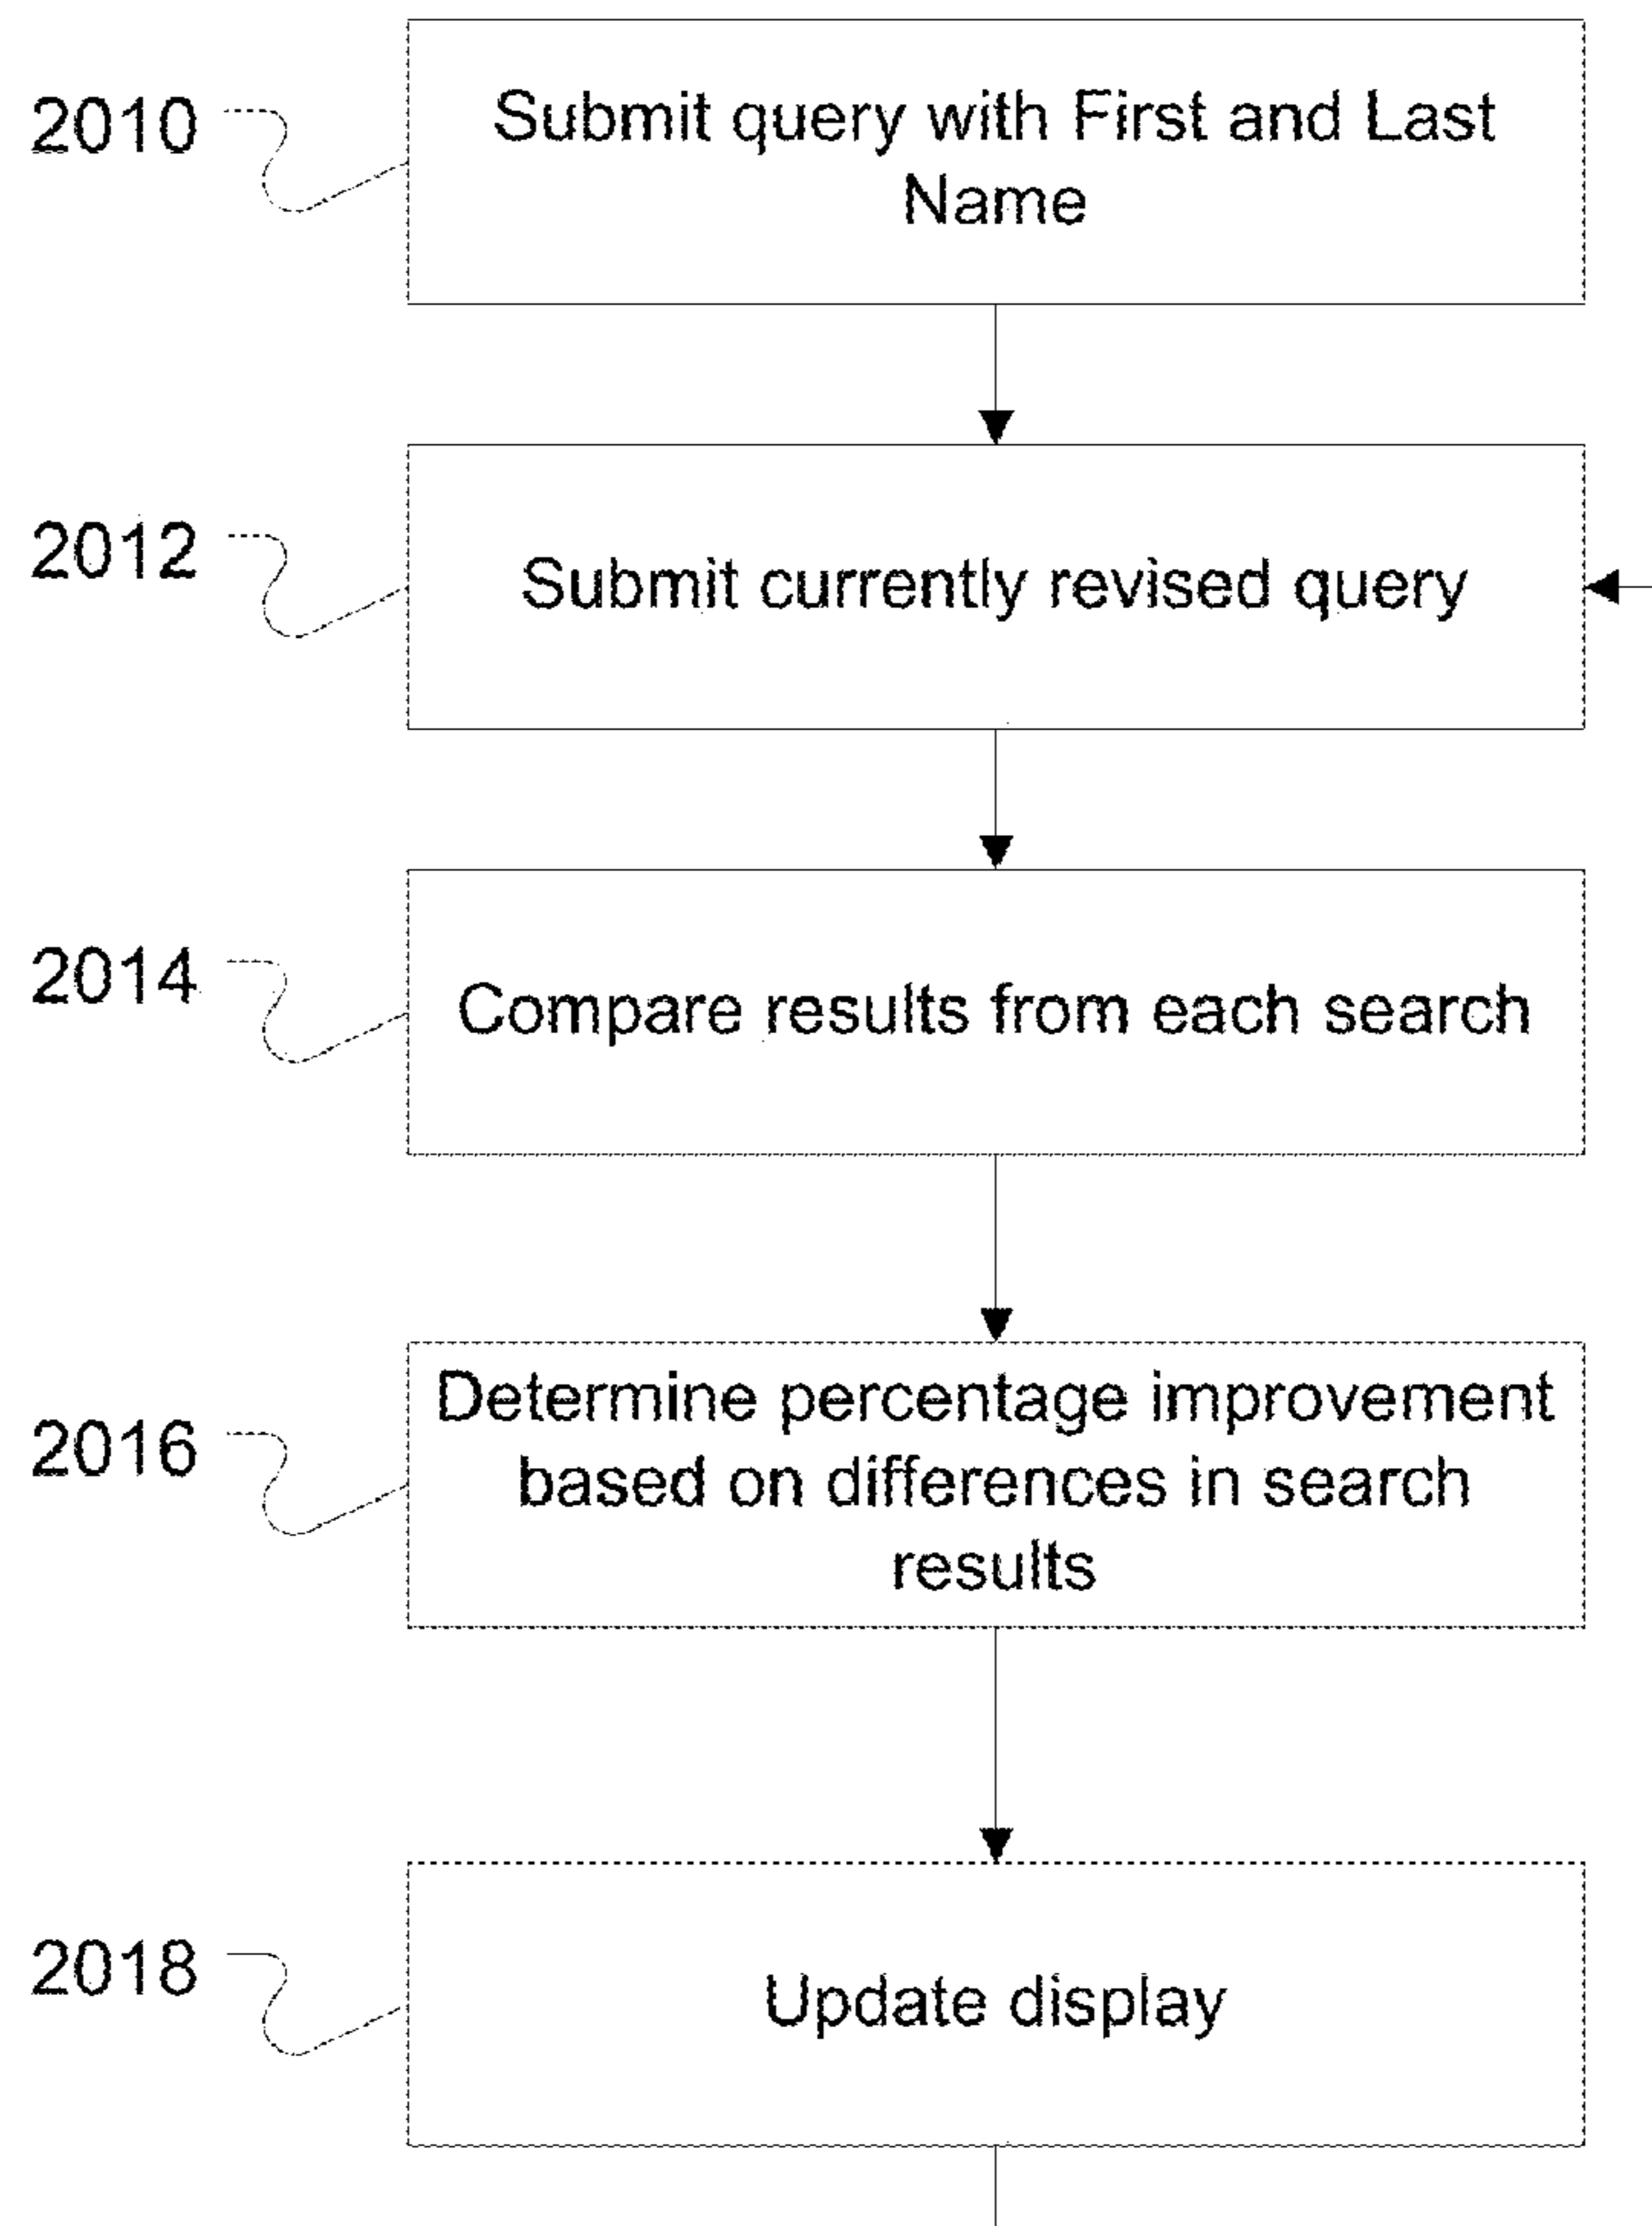 2010
Submit query with First and Last
Name
2012
Submit currently revised query
2014
Compare results from each search
2016
Determine percentage improvement
based on differences in search
results
2018
Update display